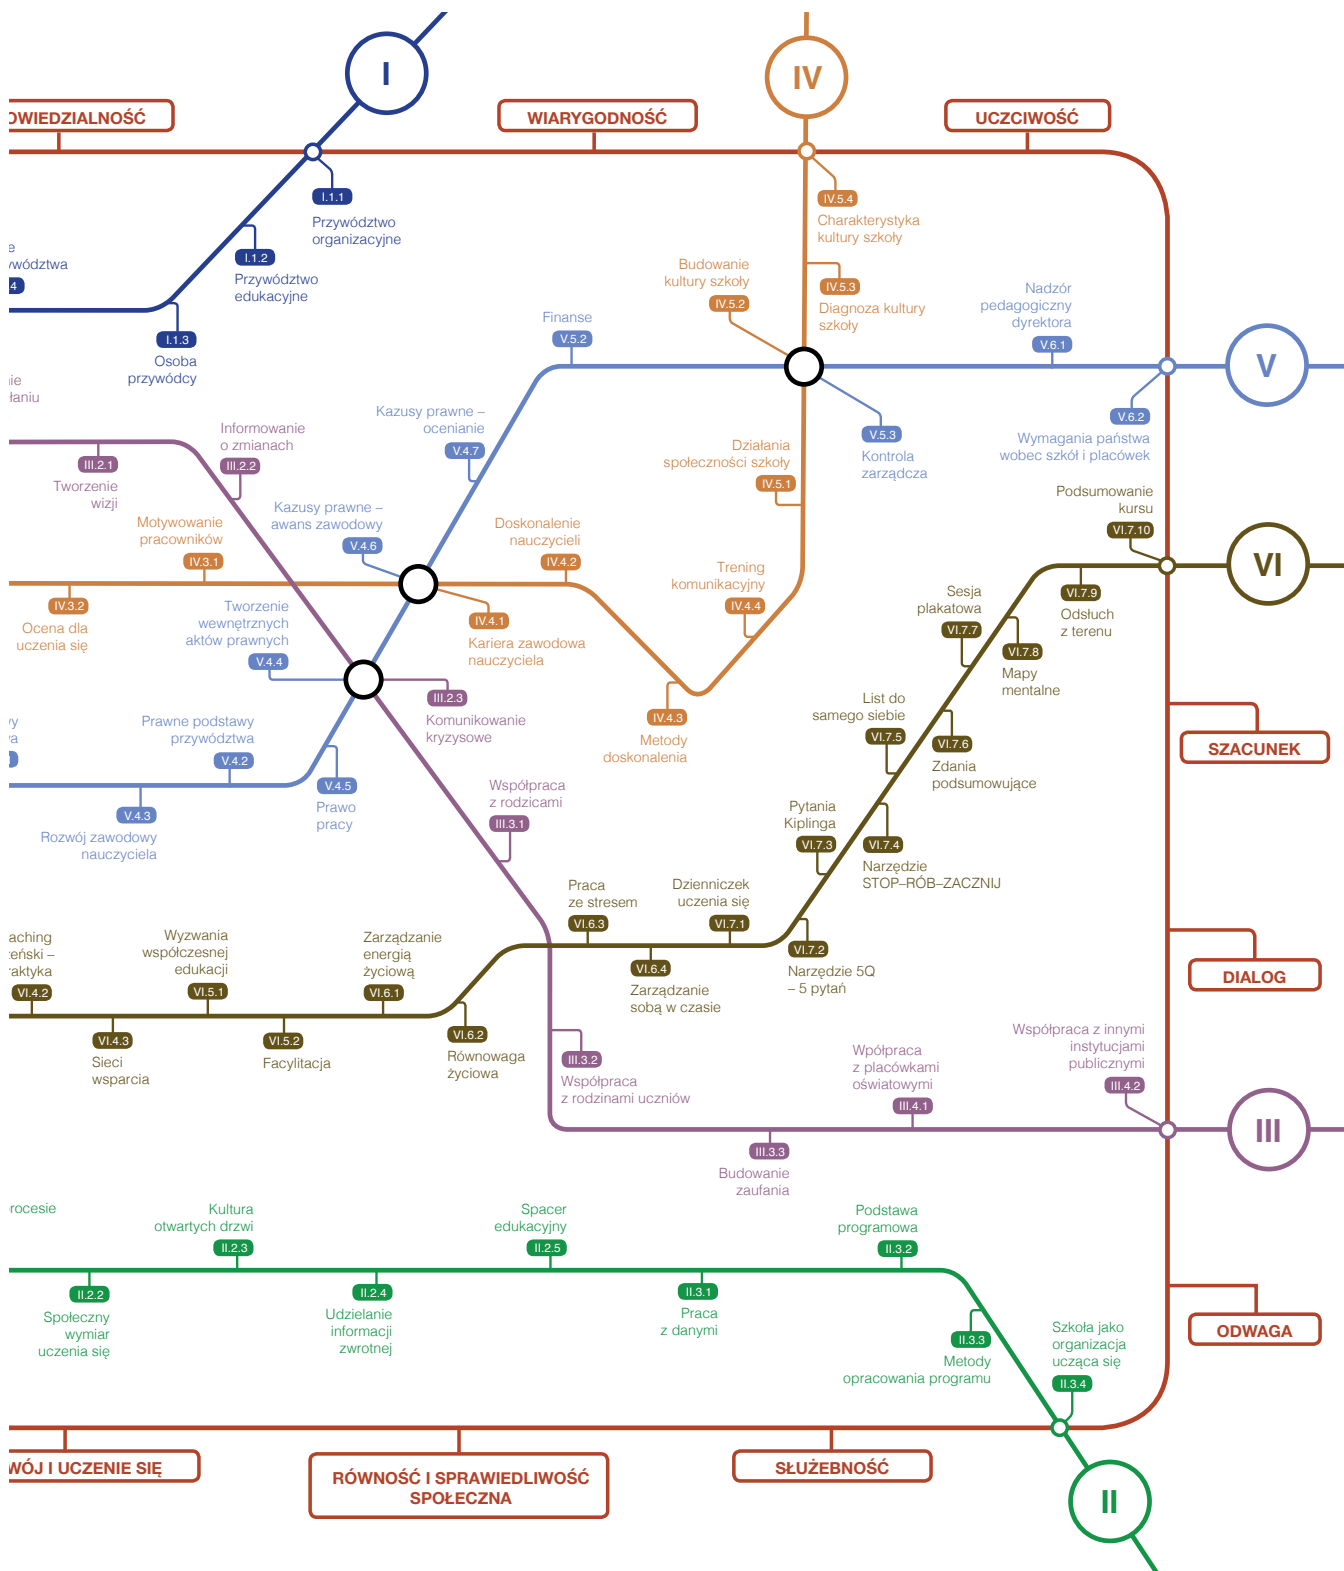 I
IV
OWIEDZIALNOŚĆ
WIARYGODNOŚĆ
UCZCIWOŚĆ
I.1.1
Przywództwo
organizacyjne
I.1.2
Przywództwo
edukacyjne
I.1.3
Osoba
przywódcy
ywództwa
IV.5.4
Charakterystyka
kultury szkoły
Budowanie
kultury szkoły
IV.5.2
IV.5.3
Diagnoza kultury
szkoły
Nadzór
pedagogiczny
dyrektora
V.6.1
Finanse
V.5.2
V
V.6.2
Wymagania państwa
wobec szkół i placówek
V.5.3
Kontrola
zarządcza
Kazusy prawne –
ocenianie
V.4.7
Informowanie
o zmianach
III.2.2
III.2.1
Tworzenie
wizji
Działania
społeczności szkoły
IV.5.1
Podsumowanie
kursu
VI.7.10
VI
Kazusy prawne –
awans zawodowy
V.4.6
Motywowanie
pracowników
IV.3.1
Doskonalenie
nauczycieli
IV.4.2
Trening
komunikacyjny
IV.4.4
IV.3.2
Ocena dla
uczenia się
Tworzenie
wewnętrznych
aktów prawnych
V.4.4
IV.4.1
Kariera zawodowa
nauczyciela
Sesja
plakatowa
VI.7.7
VI.7.9
Odsłuch
z terenu
VI.7.8
Mapy
mentalne
III.2.3
Komunikowanie
kryzysowe
IV.4.3
Metody
doskonalenia
List do
samego siebie
VI.7.5
VI.7.6
Zdania
podsumowujące
SZACUNEK
Prawne podstawy
przywództwa
V.4.2
V.4.5
Prawo
pracy
V.4.3
Rozwój zawodowy
nauczyciela
Współpraca
z rodzicami
III.3.1
Pytania
Kiplinga
VI.7.3
VI.7.4
Narzędzie
STOP–RÓB–ZACZNIJ
Praca
ze stresem
VI.6.3
Dzienniczek
uczenia się
VI.7.1
VI.7.2
Narzędzie 5Q
– 5 pytań
VI.6.4
Zarządzanie
sobą w czasie
DIALOG
aching
eński –
raktyka
VI.4.2
Wyzwania
współczesnej
edukacji
VI.5.1
Zarządzanie
energią
życiową
VI.6.1
VI.4.3
Sieci
wsparcia
VI.5.2
Facylitacja
VI.6.2
Równowaga
życiowa
III.3.2
Współpraca
z rodzinami uczniów
Wpółpraca
z placówkami
oświatowymi
III.4.1
Współpraca z innymi
instytucjami
publicznymi
III.4.2
III
III.3.3
Budowanie
zaufania
rocesie
Kultura
otwartych drzwi
II.2.3
Spacer
edukacyjny
II.2.5
Podstawa
programowa
II.3.2
II.2.2
Społeczny
wymiar
uczenia się
II.2.4
Udzielanie
informacji
zwrotnej
II.3.1
Praca
z danymi
II.3.3
Metody
opracowania programu
Szkoła jako
organizacja
ucząca się
II.3.4
ODWAGA
WÓJ I UCZENIE SIĘ
RÓWNOŚĆ I SPRAWIEDLIWOŚĆ
SPOŁECZNA
SŁUŻEBNOŚĆ
II